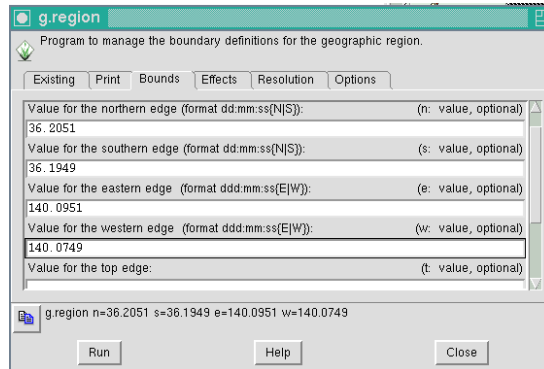 g.region
Program to manage the boundary definitions for the geographic region.
Existing Print Bounds Effects Resolution Options
Value for the northern edge (format dd:mm:ss{N|S}): (n: value, optional)
36.2051
Value for the southern edge (format dd:mm:ss{N|S}): (s: value, optional)
36.1949
Value for the eastern edge (format ddd:mm:ss{E|W}): (e: value, optional)
140.0951
Value for the western edge (format ddd:mm:ss{E|W}): (w: value, optional)
140.0749
Value for the top edge: (t: value, optional)
g.region n=36.2051 s=36.1949 e=140.0951 w=140.0749
Run Help Close